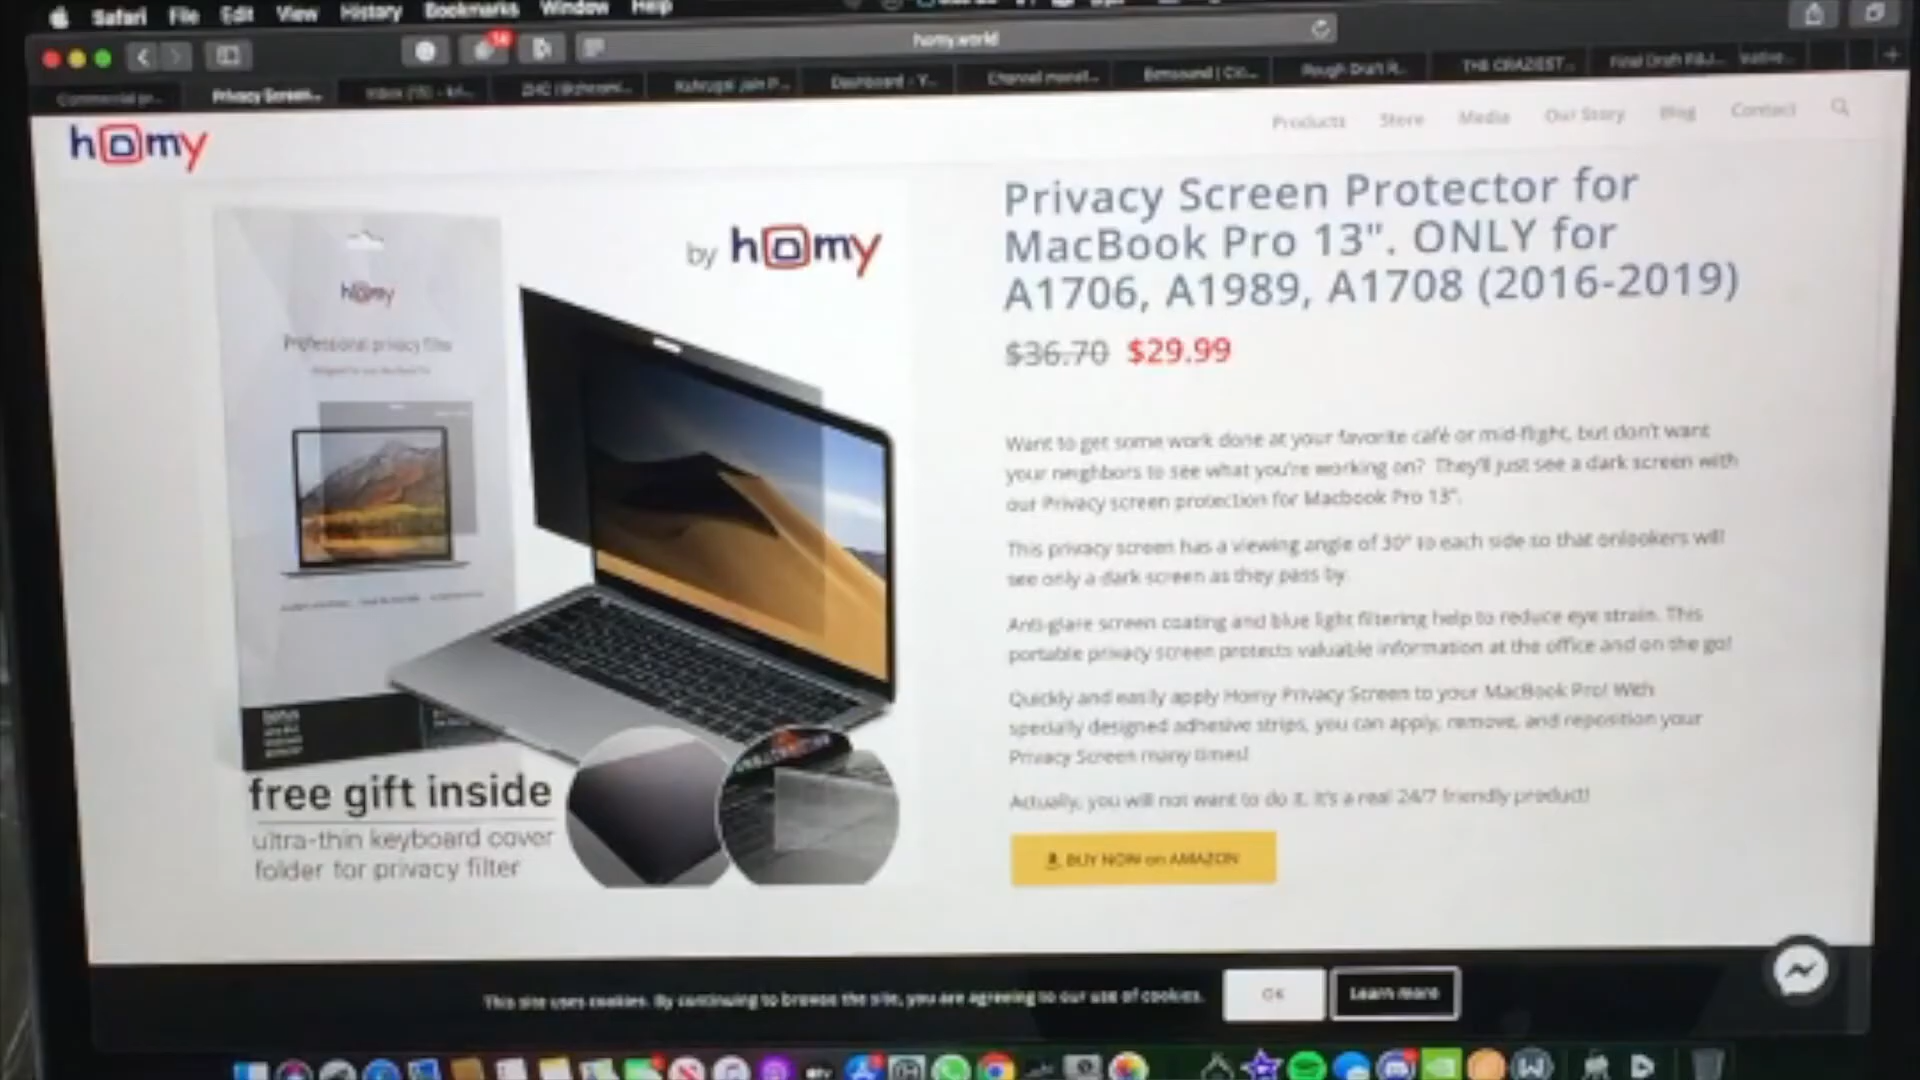 Safari File Edit View History Bookmarks Window Help
homy.world
Privacy Screen...
Dashboard - Y...
Rough Draft R...
THE CRAZIEST...
homy
Products Store Media Our Story Blog Contact
by homy
homy
Professional privacy filter
free gift inside
ultra-thin keyboard cover
folder for privacy filter
Privacy Screen Protector for
MacBook Pro 13". ONLY for
A1706, A1989, A1708 (2016-2019)
$36.70 $29.99
Want to get some work done at your favorite café or mid-flight, but don't want
your neighbors to see what you're working on? They'll just see a dark screen with
our Privacy screen protection for Macbook Pro 13".
This privacy screen has a viewing angle of 30° to each side so that onlookers will
see only a dark screen as they pass by.
Anti-glare screen coating and blue light filtering help to reduce eye strain. This
portable privacy screen protects valuable information at the office and on the go!
Quickly and easily apply Homy Privacy Screen to your MacBook Pro! With
specially designed adhesive strips, you can apply, remove, and reposition your
Privacy Screen many times!
Actually, you will not want to do it. It's a real 24/7 friendly product!
BUY NOW on AMAZON
This site uses cookies. By continuing to browse the site, you are agreeing to our use of cookies.
OK
Learn more